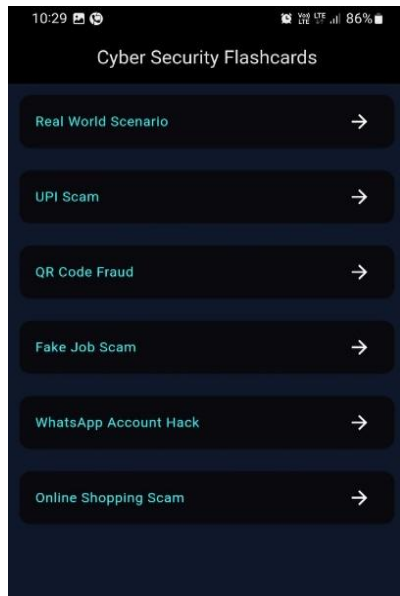 10:29 86%
Cyber Security Flashcards
Real World Scenario
UPI Scam
QR Code Fraud
Fake Job Scam
WhatsApp Account Hack
Online Shopping Scam